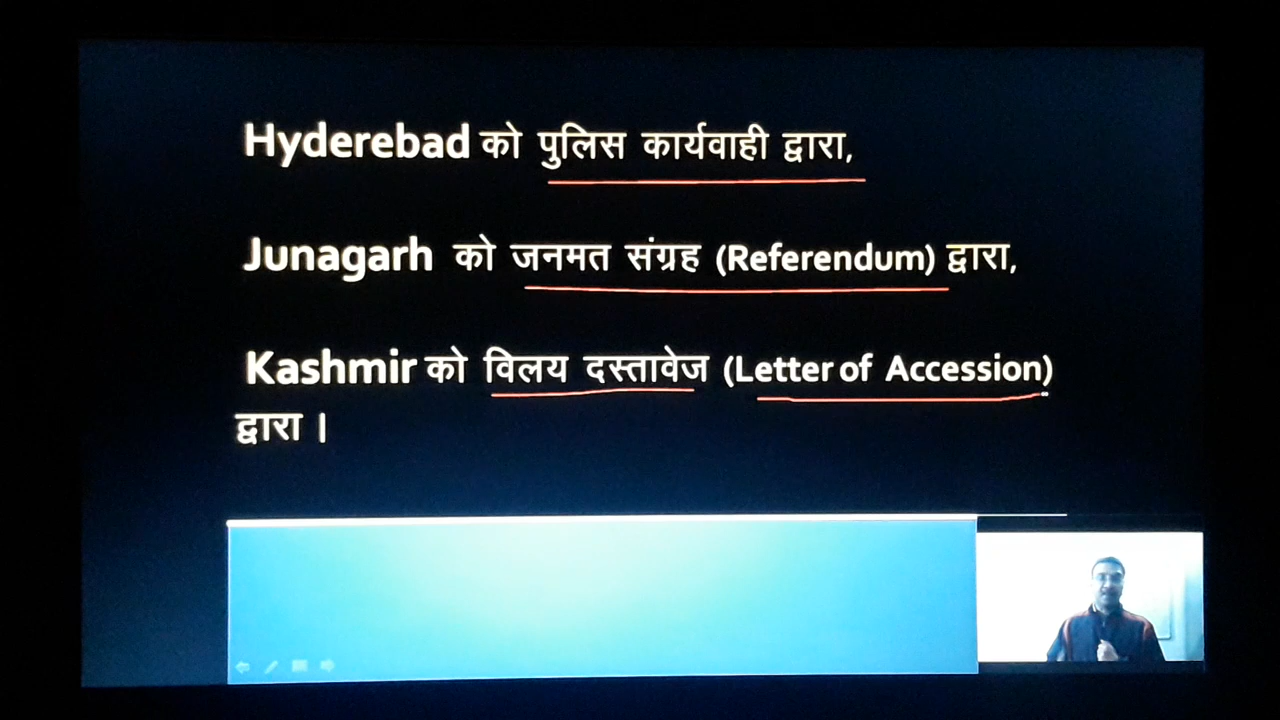 Hyderebad को पुलिस कार्यवाही द्वारा,
Junagarh को जनमत संग्रह (Referendum) द्वारा,
Kashmir को विलय दस्तावेज (Letter of Accession)
द्वारा ।